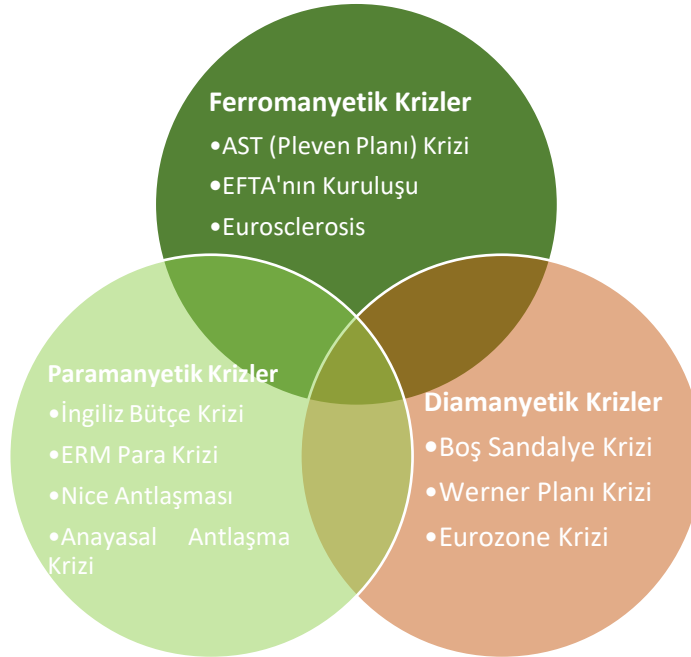 Ferromanyetik Krizler
•AST (Pleven Planı) Krizi
•EFTA'nın Kuruluşu
•Eurosclerosis
Paramanyetik Krizler
•İngiliz Bütçe Krizi
•ERM Para Krizi
•Nice Antlaşması
•Anayasal Antlaşma
Krizi
Diamanyetik Krizler
•Boş Sandalye Krizi
•Werner Planı Krizi
•Eurozone Krizi